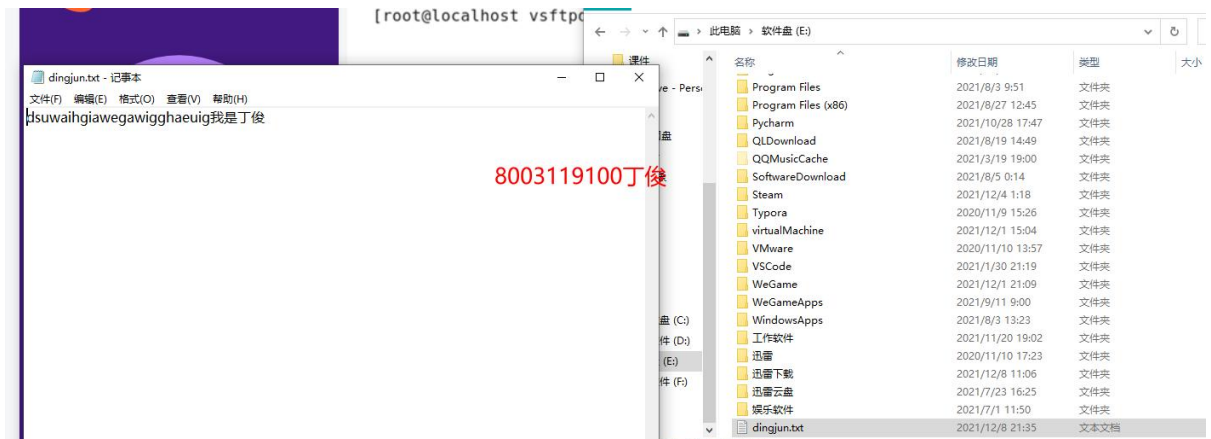 [root@localhost vsftpd
此电脑 › 软件盘 (E:)
课件
ve - Perso
盘 (C:)
件 (D:)
(E:)
件 (F:)
dingjun.txt - 记事本
文件(F) 编辑(E) 格式(O) 查看(V) 帮助(H)
dsuwaihgiawegawigghaeuig我是丁俊
8003119100丁俊
名称 修改日期 类型 大小
Program Files 2021/8/3 9:51 文件夹
Program Files (x86) 2021/8/27 12:45 文件夹
Pycharm 2021/10/28 17:47 文件夹
QLDownload 2021/8/19 14:49 文件夹
QQMusicCache 2021/3/19 19:00 文件夹
SoftwareDownload 2021/8/5 0:14 文件夹
Steam 2021/12/4 1:18 文件夹
Typora 2020/11/9 15:26 文件夹
virtualMachine 2021/12/1 15:04 文件夹
VMware 2020/11/10 13:57 文件夹
VSCode 2021/1/30 21:19 文件夹
WeGame 2021/12/1 21:09 文件夹
WeGameApps 2021/9/11 9:00 文件夹
WindowsApps 2021/8/3 13:23 文件夹
工作软件 2021/11/20 19:02 文件夹
迅雷 2020/11/10 17:23 文件夹
迅雷下载 2021/12/8 11:06 文件夹
迅雷云盘 2021/7/23 16:25 文件夹
娱乐软件 2021/7/1 11:50 文件夹
dingjun.txt 2021/12/8 21:35 文本文档